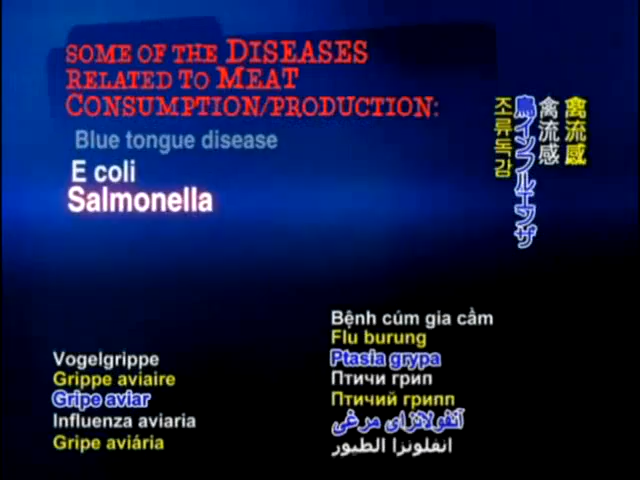 SOME OF THE DISEASES
RELATED TO MEAT
CONSUMPTION/PRODUCTION:
Blue tongue disease
E coli
Salmonella
禽流感
禽流感
鳥インフルエンザ
조류독감
Vogelgrippe
Grippe aviaire
Gripe aviar
Influenza aviaria
Gripe aviária
Bệnh cúm gia cầm
Flu burung
Ptasia grypa
Птичи грип
Птичий грипп
آنفولانزای مرغی
انفلونزا الطيور